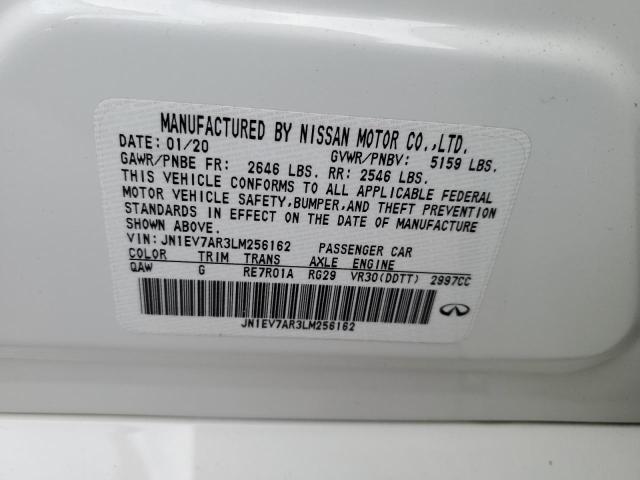 MANUFACTURED BY NISSAN MOTOR CO.,LTD.
DATE: 01/20 GVWR/PNBV: 5159 LBS.
GAWR/PNBE FR: 2646 LBS. RR: 2546 LBS.
THIS VEHICLE CONFORMS TO ALL APPLICABLE FEDERAL
MOTOR VEHICLE SAFETY,BUMPER,AND THEFT PREVENTION
STANDARDS IN EFFECT ON THE DATE OF MANUFACTURE
SHOWN ABOVE.
VIN: JN1EV7AR3LM256162 PASSENGER CAR
COLOR TRIM TRANS AXLE ENGINE
QAW G RE7R01A RG29 VR30(DDTT) 2997CC
JN1EV7AR3LM256162